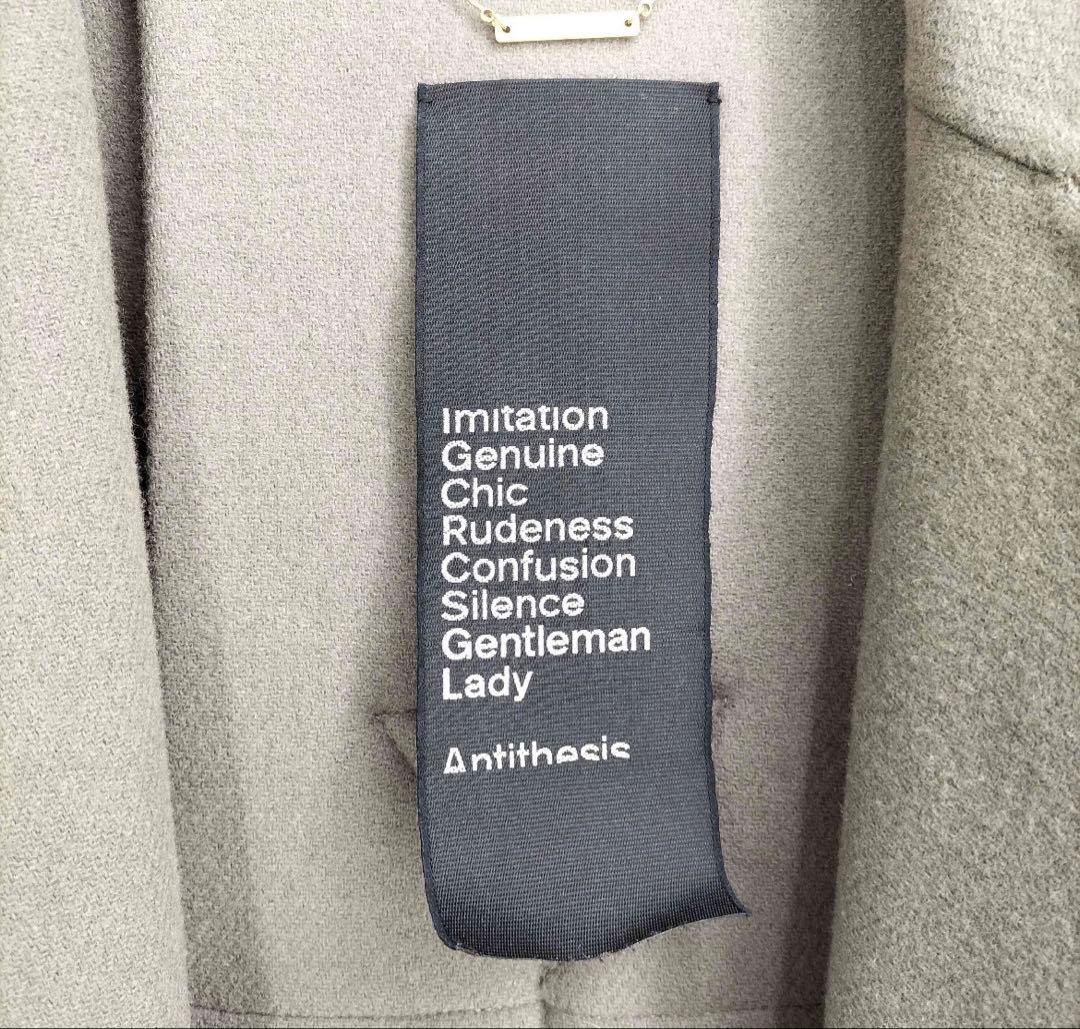 Imitation
Genuine
Chic
Rudeness
Confusion
Silence
Gentleman
Lady
Antithesis